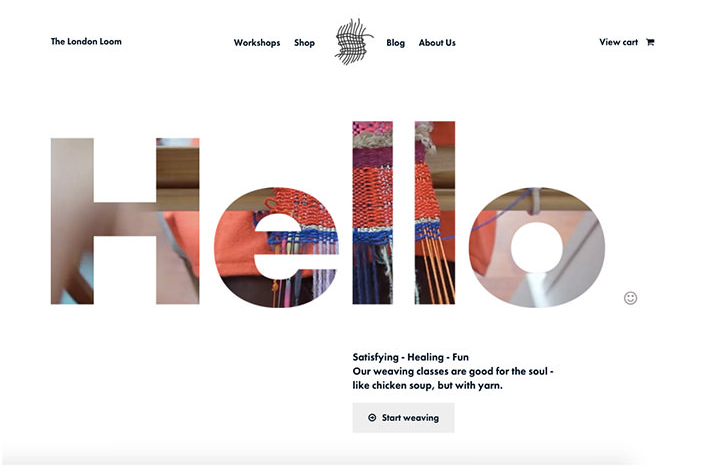 The London Loom
Workshops Shop Blog About Us
View cart
Hello
Satisfying - Healing - Fun
Our weaving classes are good for the soul -
like chicken soup, but with yarn.
Start weaving